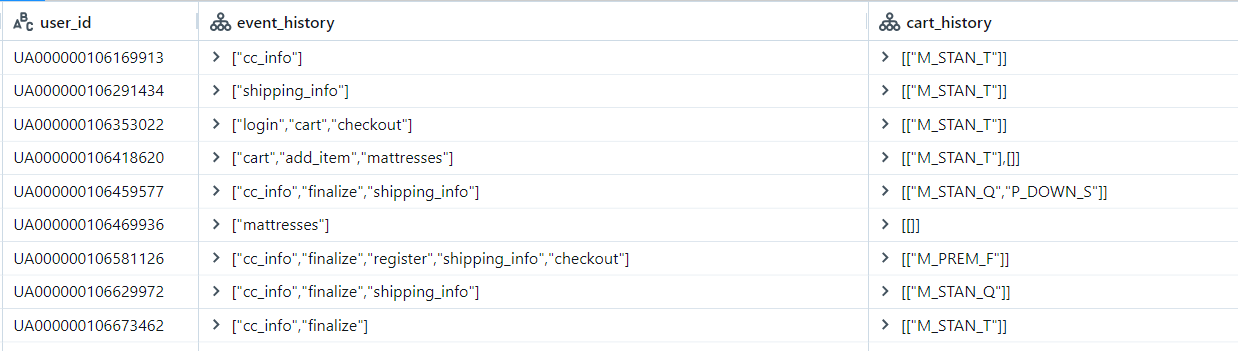 user_id event_history cart_history
UA000000106169913 ["cc_info"] [["M_STAN_T"]]
UA000000106291434 ["shipping_info"] [["M_STAN_T"]]
UA000000106353022 ["login","cart","checkout"] [["M_STAN_T"]]
UA000000106418620 ["cart","add_item","mattresses"] [["M_STAN_T"],[]]
UA000000106459577 ["cc_info","finalize","shipping_info"] [["M_STAN_Q","P_DOWN_S"]]
UA000000106469936 ["mattresses"] [[]]
UA000000106581126 ["cc_info","finalize","register","shipping_info","checkout"] [["M_PREM_F"]]
UA000000106629972 ["cc_info","finalize","shipping_info"] [["M_STAN_Q"]]
UA000000106673462 ["cc_info","finalize"] [["M_STAN_T"]]